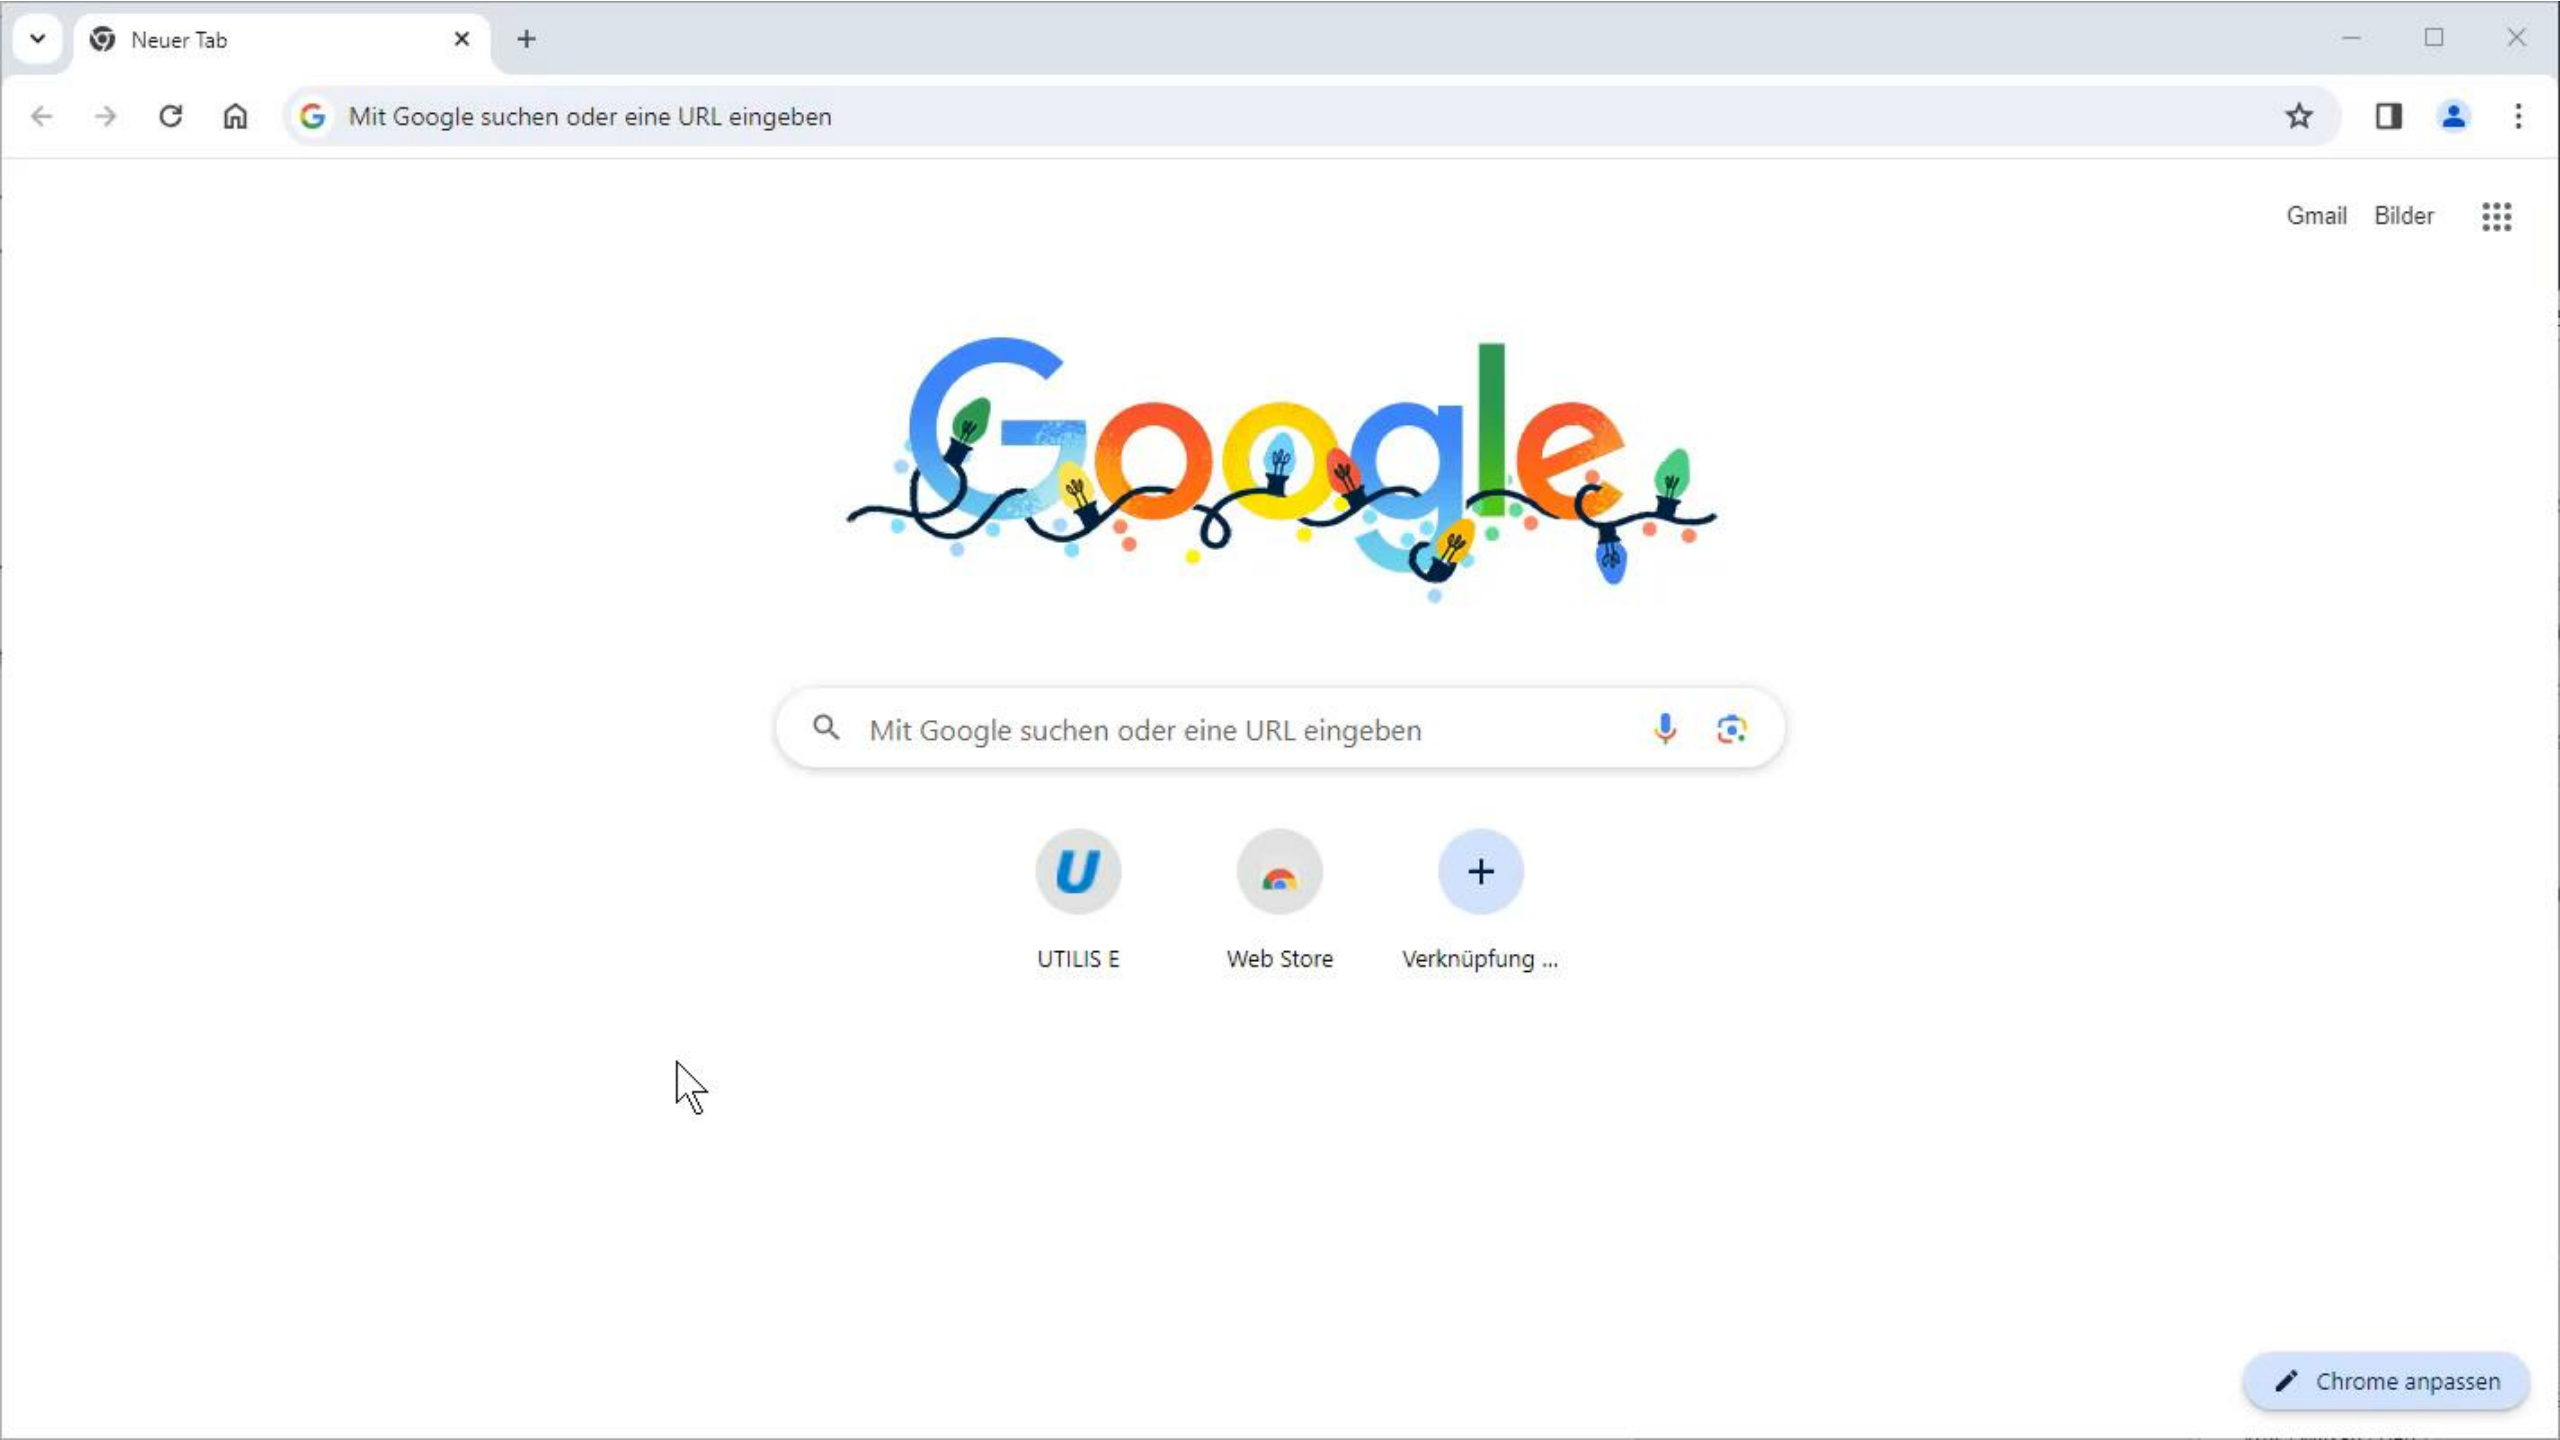 Neuer Tab
Mit Google suchen oder eine URL eingeben
Gmail Bilder
Google
Mit Google suchen oder eine URL eingeben
U
UTILIS E
Web Store
Verknüpfung ...
Chrome anpassen